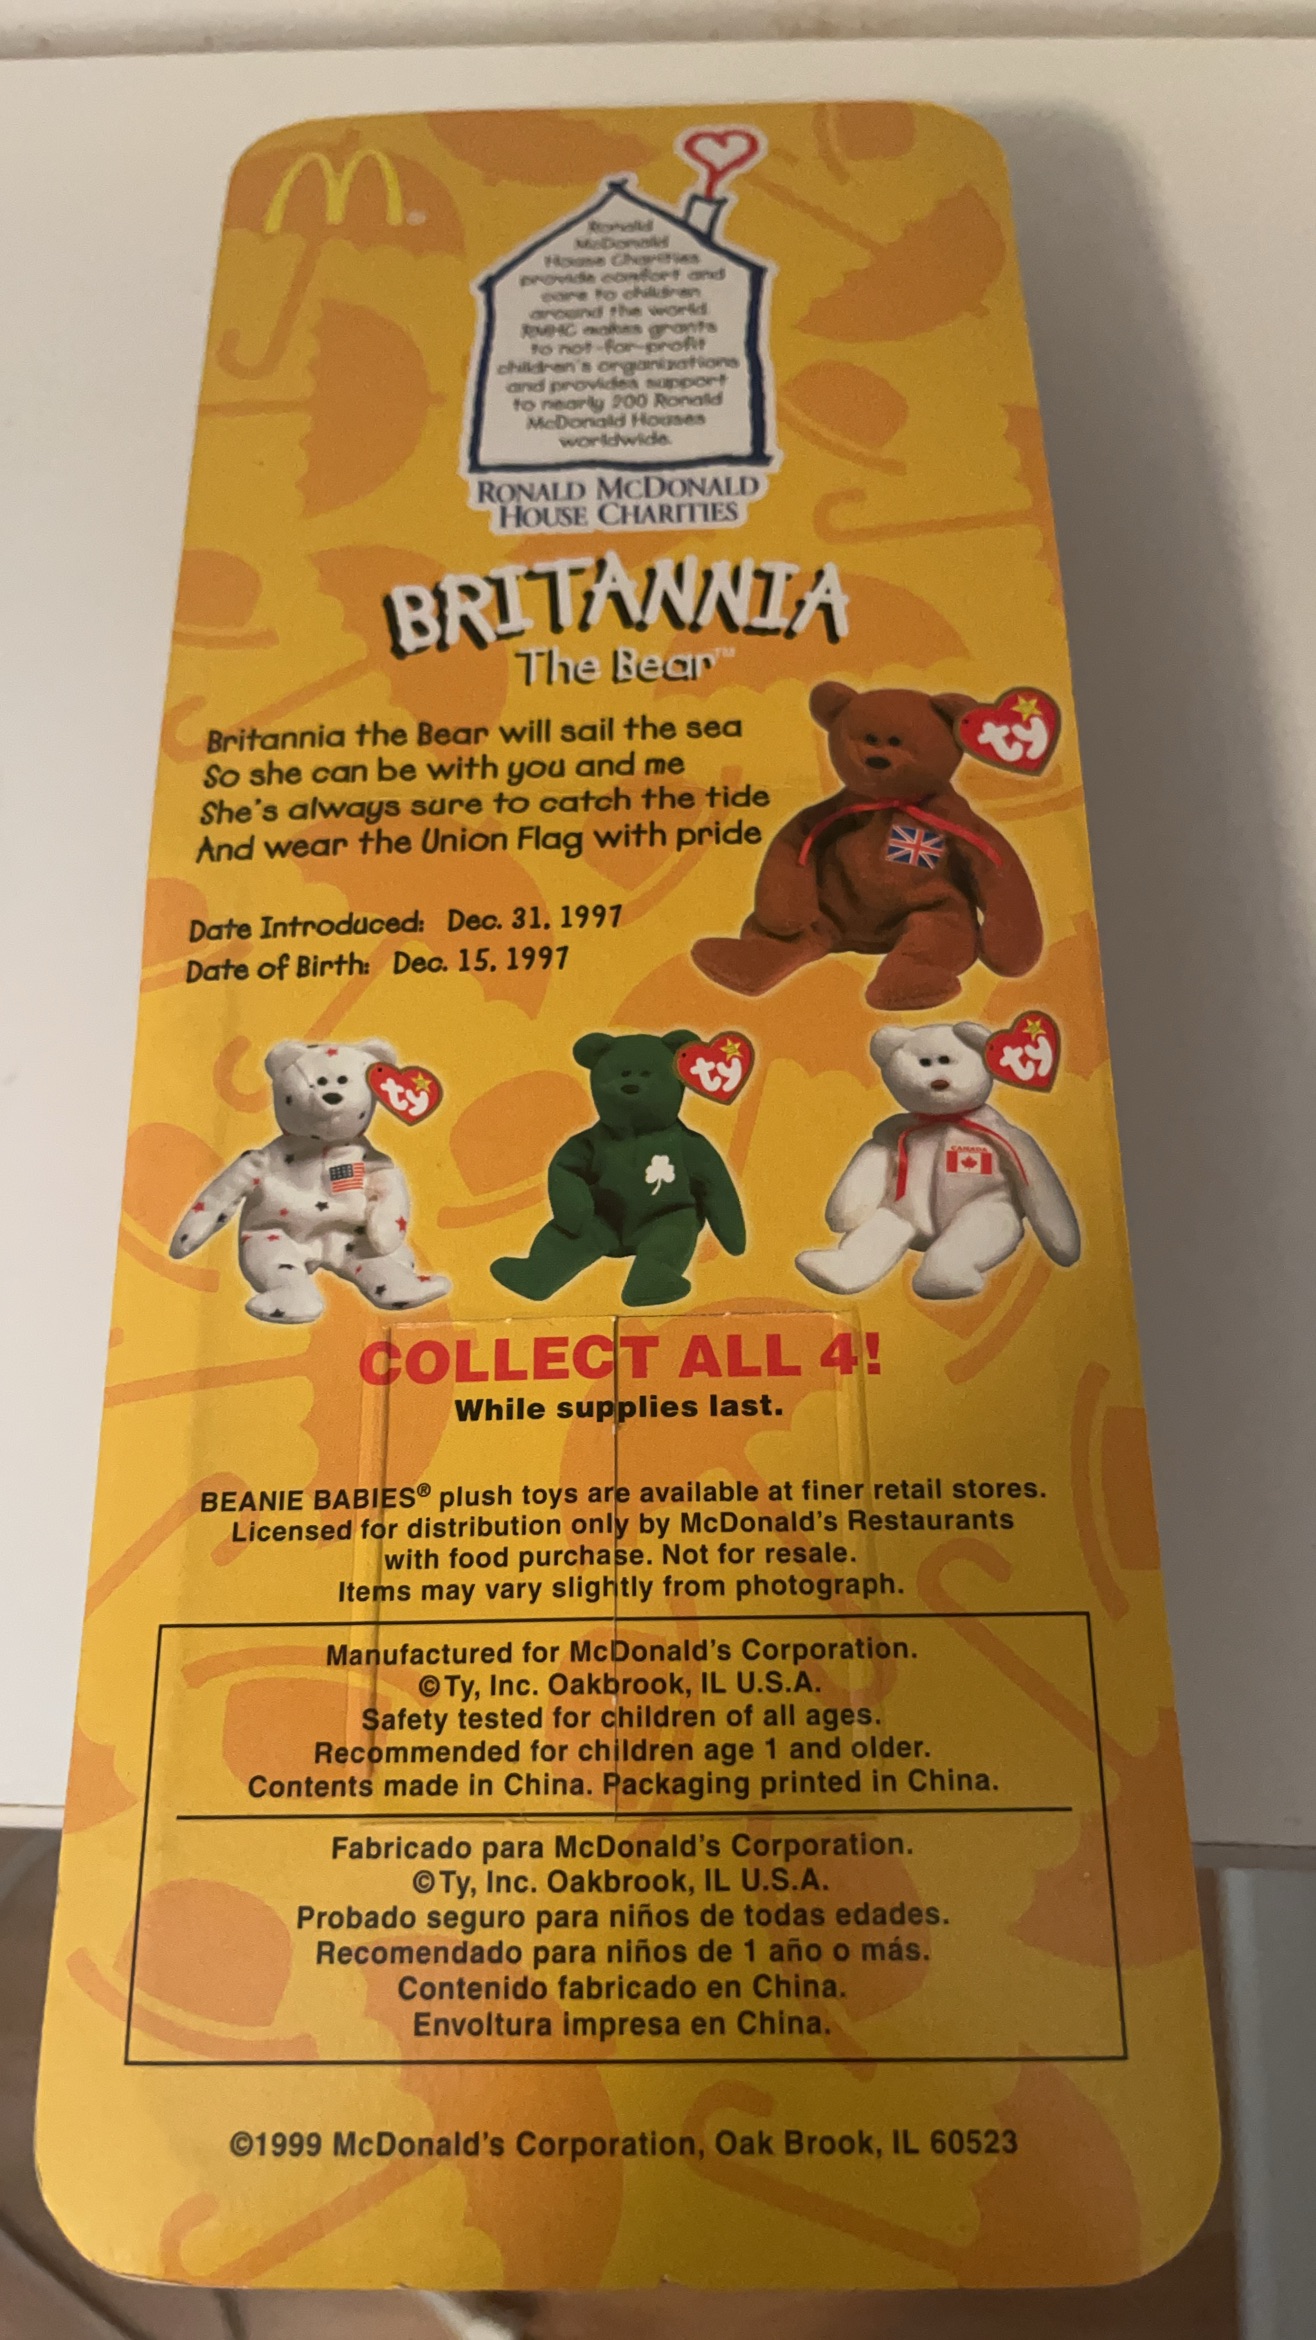 M®
Ronald
McDonald
House Charities
provide comfort and
care to children
around the world.
RMHC makes grants
to not-for-profit
children's organizations
and provides support
to nearly 200 Ronald
McDonald Houses
worldwide.
RONALD MCDONALD
HOUSE CHARITIES
BRITANNIA
The Bear™
Britannia the Bear will sail the sea
So she can be with you and me
She's always sure to catch the tide
And wear the Union Flag with pride
ty
Date Introduced: Dec. 31, 1997
Date of Birth: Dec. 15, 1997
ty
ty
ty
CANADA
COLLECT ALL 4!
While supplies last.
BEANIE BABIES® plush toys are available at finer retail stores.
Licensed for distribution only by McDonald's Restaurants
with food purchase. Not for resale.
Items may vary slightly from photograph.
Manufactured for McDonald's Corporation.
©Ty, Inc. Oakbrook, IL U.S.A.
Safety tested for children of all ages.
Recommended for children age 1 and older.
Contents made in China. Packaging printed in China.
Fabricado para McDonald's Corporation.
©Ty, Inc. Oakbrook, IL U.S.A.
Probado seguro para niños de todas edades.
Recomendado para niños de 1 año o más.
Contenido fabricado en China.
Envoltura impresa en China.
©1999 McDonald's Corporation, Oak Brook, IL 60523